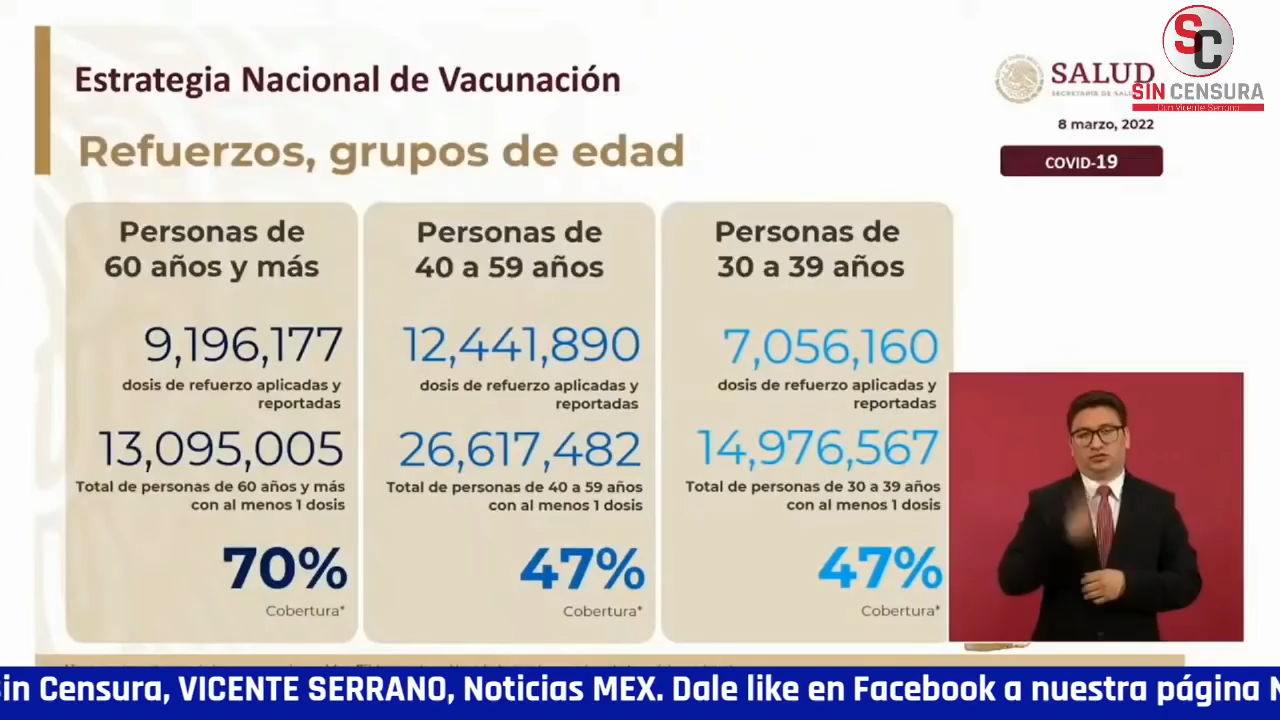 Estrategia Nacional de Vacunación
Refuerzos, grupos de edad
SALUD
SC
SIN CENSURA
Con Vicente Serrano
8 marzo, 2022
COVID-19
Personas de
60 años y más
9,196,177
dosis de refuerzo aplicadas y
reportadas
13,095,005
Total de personas de 60 años y más
con al menos 1 dosis
70%
Cobertura*
Personas de
40 a 59 años
12,441,890
dosis de refuerzo aplicadas y
reportadas
26,617,482
Total de personas de 40 a 59 años
con al menos 1 dosis
47%
Cobertura*
Personas de
30 a 39 años
7,056,160
dosis de refuerzo aplicadas y
reportadas
14,976,567
Total de personas de 30 a 39 años
con al menos 1 dosis
47%
Cobertura*
sin Censura, VICENTE SERRANO, Noticias MEX. Dale like en Facebook a nuestra página